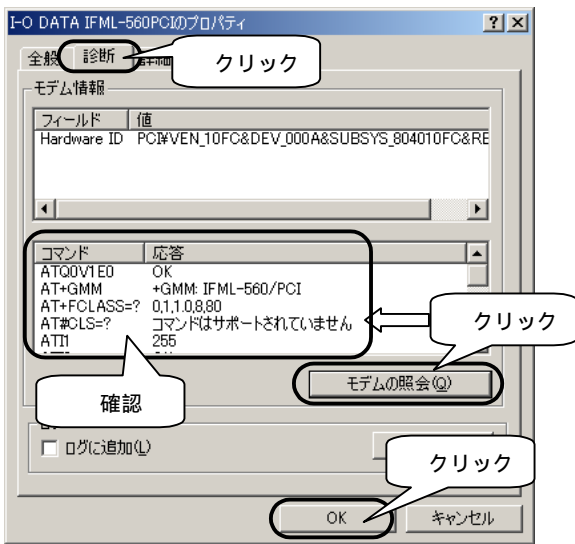 I-O DATA IFML-560PCIのプロパティ
全般 診断
クリック
モデム情報
フィールド 値
Hardware ID PCI¥VEN_10FC&DEV_000A&SUBSYS_804010FC&RE
コマンド 応答
ATQ0V1E0 OK
AT+GMM +GMM: IFML-560/PCI
AT+FCLASS=? 0,1,1.0,8,80
AT#CLS=? コマンドはサポートされていません
ATI1 255
クリック
モデムの照会(Q)
確認
ログに追加(L)
クリック
OK キャンセル